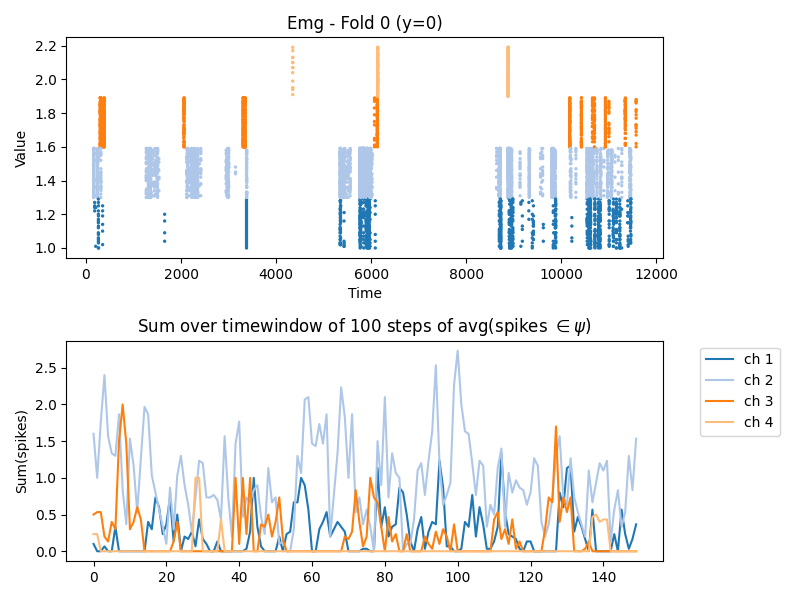 Emg - Fold 0 (y=0)
2.2
2.0
1.8
1.6
1.4
1.2
1.0
Value
0 2000 4000 6000 8000 10000 12000
Time
Sum over timewindow of 100 steps of avg(spikes ∈ ψ)
2.5
2.0
1.5
1.0
0.5
0.0
Sum(spikes)
0 20 40 60 80 100 120 140
ch 1
ch 2
ch 3
ch 4